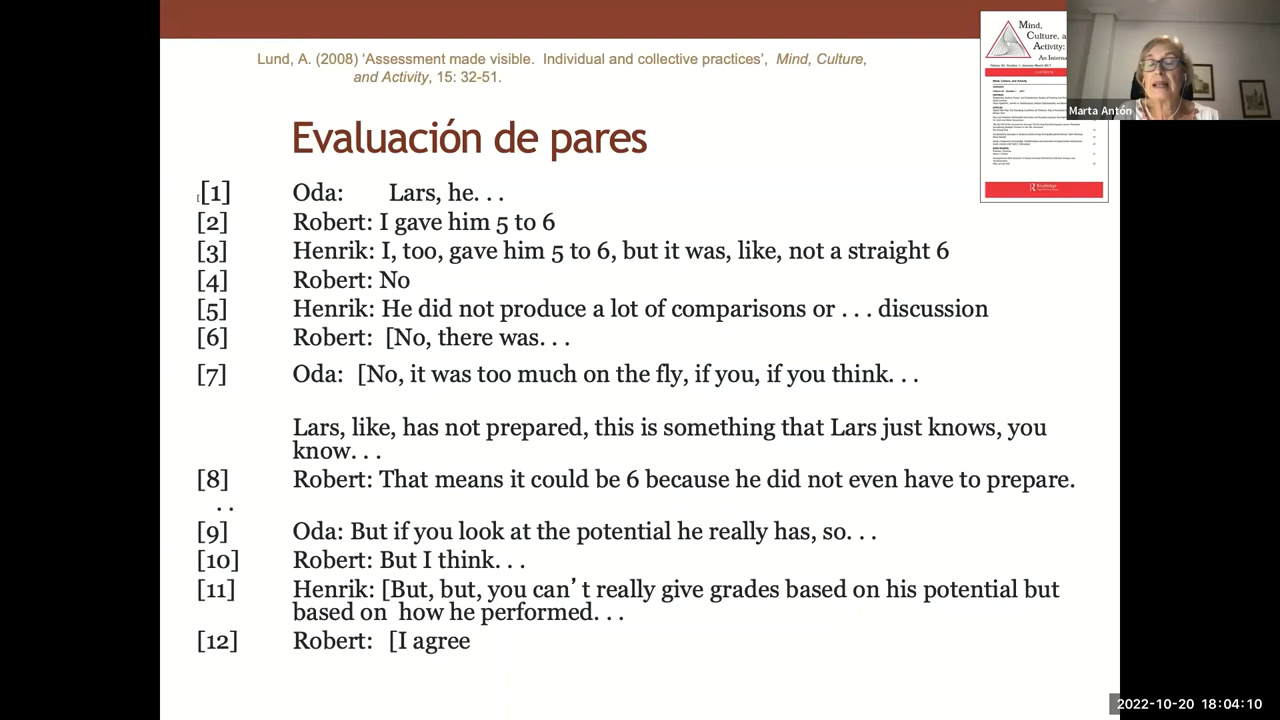 Lund, A. (2008) ‘Assessment made visible. Individual and collective practices’, Mind, Culture,
and Activity, 15: 32-51.
Mind,
Culture, a
Activity:
An Interna
Marta Antón
de pares
[1] Oda: Lars, he. . .
[2] Robert: I gave him 5 to 6
[3] Henrik: I, too, gave him 5 to 6, but it was, like, not a straight 6
[4] Robert: No
[5] Henrik: He did not produce a lot of comparisons or . . . discussion
[6] Robert: [No, there was. . .
[7] Oda: [No, it was too much on the fly, if you, if you think. . .
Lars, like, has not prepared, this is something that Lars just knows, you
know. . .
[8] Robert: That means it could be 6 because he did not even have to prepare.
. .
[9] Oda: But if you look at the potential he really has, so. . .
[10] Robert: But I think. . .
[11] Henrik: [But, but, you can’ t really give grades based on his potential but
based on how he performed. . .
[12] Robert: [I agree
Routledge
2022-10-20 18:04:10